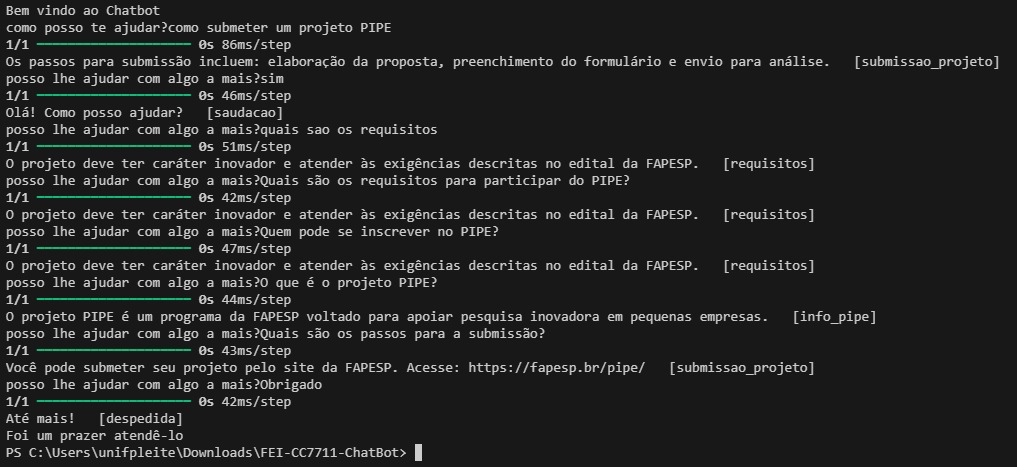 Bem vindo ao Chatbot
como posso te ajudar?como submeter um projeto PIPE
1/1 ━━━━━━━━━━━━━━━━━━━━ 0s 86ms/step
Os passos para submissão incluem: elaboração da proposta, preenchimento do formulário e envio para análise.   [submissao_projeto]
posso lhe ajudar com algo a mais?sim
1/1 ━━━━━━━━━━━━━━━━━━━━ 0s 46ms/step
Olá! Como posso ajudar?   [saudacao]
posso lhe ajudar com algo a mais?quais sao os requisitos
1/1 ━━━━━━━━━━━━━━━━━━━━ 0s 51ms/step
O projeto deve ter caráter inovador e atender às exigências descritas no edital da FAPESP.   [requisitos]
posso lhe ajudar com algo a mais?Quais são os requisitos para participar do PIPE?
1/1 ━━━━━━━━━━━━━━━━━━━━ 0s 42ms/step
O projeto deve ter caráter inovador e atender às exigências descritas no edital da FAPESP.   [requisitos]
posso lhe ajudar com algo a mais?Quem pode se inscrever no PIPE?
1/1 ━━━━━━━━━━━━━━━━━━━━ 0s 47ms/step
O projeto deve ter caráter inovador e atender às exigências descritas no edital da FAPESP.   [requisitos]
posso lhe ajudar com algo a mais?O que é o projeto PIPE?
1/1 ━━━━━━━━━━━━━━━━━━━━ 0s 44ms/step
O projeto PIPE é um programa da FAPESP voltado para apoiar pesquisa inovadora em pequenas empresas.   [info_pipe]
posso lhe ajudar com algo a mais?Quais são os passos para a submissão?
1/1 ━━━━━━━━━━━━━━━━━━━━ 0s 43ms/step
Você pode submeter seu projeto pelo site da FAPESP. Acesse: https://fapesp.br/pipe/   [submissao_projeto]
posso lhe ajudar com algo a mais?Obrigado
1/1 ━━━━━━━━━━━━━━━━━━━━ 0s 42ms/step
Até mais!   [despedida]
Foi um prazer atendê-lo
PS C:\Users\unifpleite\Downloads\FEI-CC7711-ChatBot>